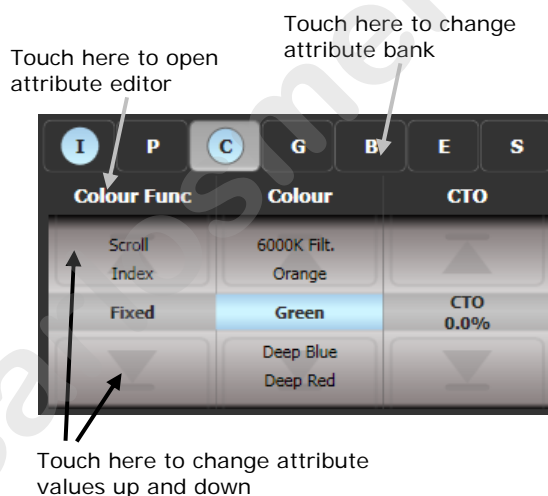 Touch here to change
attribute bank
Touch here to open
attribute editor
I P C G B E S
Colour Func Colour CTO
Scroll 6000K Filt.
Index Orange
Fixed Green CTO
0.0%
Deep Blue
Deep Red
Touch here to change attribute
values up and down